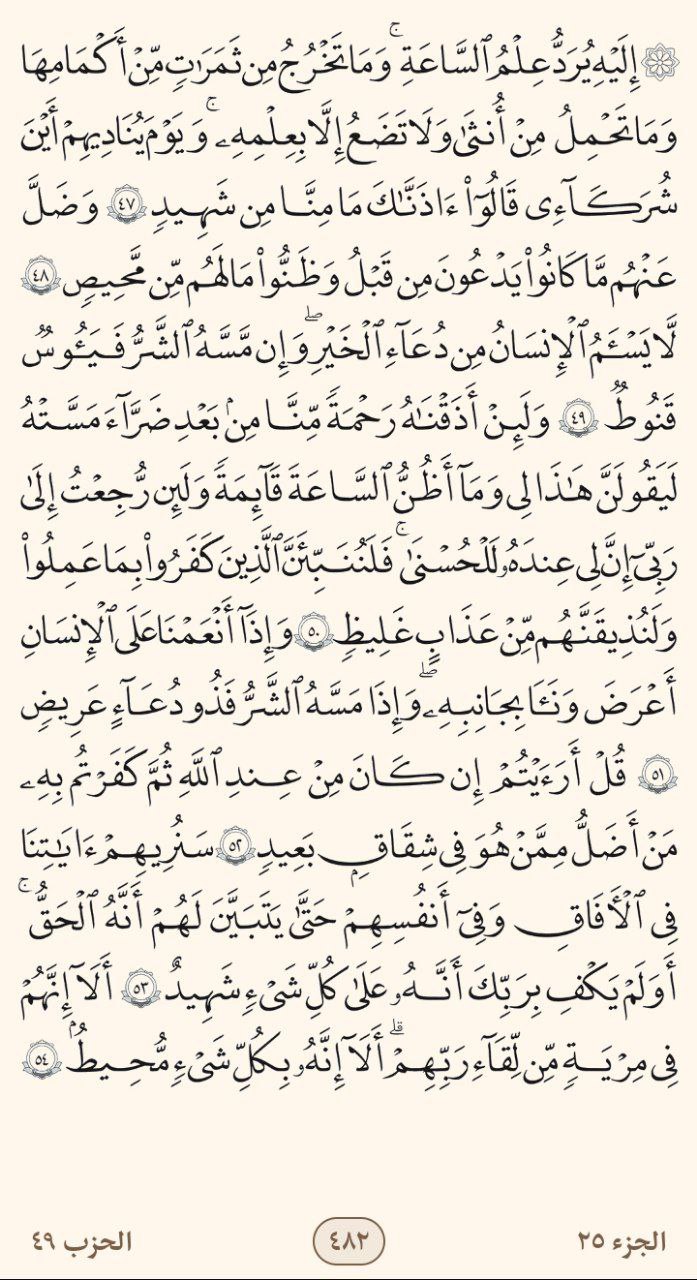 ۞ إِلَيْهِ يُرَدُّ عِلْمُ ٱلسَّاعَةِۚ وَمَا تَخْرُجُ مِن ثَمَرَٰتٍ مِّنْ أَكْمَامِهَا
وَمَا تَحْمِلُ مِنْ أُنثَىٰ وَلَا تَضَعُ إِلَّا بِعِلْمِهِۦۚ وَيَوْمَ يُنَادِيهِمْ أَيْنَ
شُرَكَآءِى قَالُوٓا۟ ءَاذَنَّٰكَ مَا مِنَّا مِن شَهِيدٍ ٤٧ وَضَلَّ
عَنْهُم مَّا كَانُوا۟ يَدْعُونَ مِن قَبْلُ وَظَنُّوا۟ مَا لَهُم مِّن مَّحِيصٍ ٤٨
لَّا يَسْـَٔمُ ٱلْإِنسَٰنُ مِن دُعَآءِ ٱلْخَيْرِ وَإِن مَّسَّهُ ٱلشَّرُّ فَيَـُٔوسٌ
قَنُوطٌ ٤٩ وَلَئِنْ أَذَقْنَٰهُ رَحْمَةً مِّنَّا مِنۢ بَعْدِ ضَرَّآءَ مَسَّتْهُ
لَيَقُولَنَّ هَٰذَا لِى وَمَآ أَظُنُّ ٱلسَّاعَةَ قَآئِمَةً وَلَئِن رُّجِعْتُ إِلَىٰ
رَبِّىٓ إِنَّ لِى عِندَهُۥ لَلْحُسْنَىٰۚ فَلَنُنَبِّئَنَّ ٱلَّذِينَ كَفَرُوا۟ بِمَا عَمِلُوا۟
وَلَنُذِيقَنَّهُم مِّنْ عَذَابٍ غَلِيظٍ ٥٠ وَإِذَآ أَنْعَمْنَا عَلَى ٱلْإِنسَٰنِ
أَعْرَضَ وَنَـَٔا بِجَانِبِهِۦۖ وَإِذَا مَسَّهُ ٱلشَّرُّ فَذُو دُعَآءٍ عَرِيضٍ
٥١ قُلْ أَرَءَيْتُمْ إِن كَانَ مِنْ عِندِ ٱللَّهِ ثُمَّ كَفَرْتُم بِهِۦ
مَنْ أَضَلُّ مِمَّنْ هُوَ فِى شِقَاقٍۭ بَعِيدٍ ٥٢ سَنُرِيهِمْ ءَايَٰتِنَا
فِى ٱلْأٓفَاقِ وَفِىٓ أَنفُسِهِمْ حَتَّىٰ يَتَبَيَّنَ لَهُمْ أَنَّهُ ٱلْحَقُّۚ
أَوَلَمْ يَكْفِ بِرَبِّكَ أَنَّهُۥ عَلَىٰ كُلِّ شَىْءٍ شَهِيدٌ ٥٣ أَلَآ إِنَّهُمْ
فِى مِرْيَةٍ مِّن لِّقَآءِ رَبِّهِمْۗ أَلَآ إِنَّهُۥ بِكُلِّ شَىْءٍ مُّحِيطٌۢ ٥٤
الجزء ٢٥ ٤٨٢ الحزب ٤٩